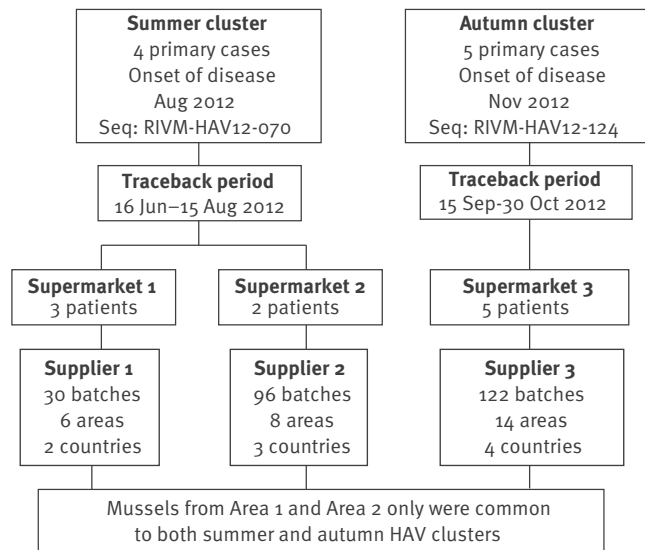 Summer cluster
4 primary cases
Onset of disease
Aug 2012
Seq: RIVM-HAV12-070
Autumn cluster
5 primary cases
Onset of disease
Nov 2012
Seq: RIVM-HAV12-124
Traceback period
16 Jun–15 Aug 2012
Traceback period
15 Sep-30 Oct 2012
Supermarket 1
3 patients
Supermarket 2
2 patients
Supermarket 3
5 patients
Supplier 1
30 batches
6 areas
2 countries
Supplier 2
96 batches
8 areas
3 countries
Supplier 3
122 batches
14 areas
4 countries
Mussels from Area 1 and Area 2 only were common
to both summer and autumn HAV clusters